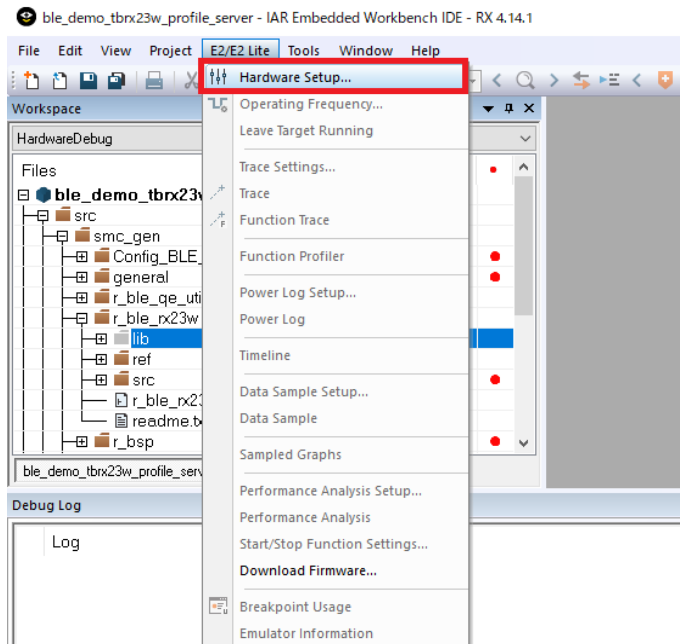 ble_demo_tbrx23w_profile_server - IAR Embedded Workbench IDE - RX 4.14.1
File Edit View Project E2/E2 Lite Tools Window Help
Hardware Setup...
Workspace
Operating Frequency...
HardwareDebug
Leave Target Running
Files
Trace Settings...
ble_demo_tbrx23w
Trace
src
Function Trace
smc_gen
Config_BLE_
Function Profiler
general
r_ble_qe_uti
Power Log Setup...
r_ble_rx23w
Power Log
lib
ref
Timeline
src
Data Sample Setup...
r_ble_rx23
readme.tx
Data Sample
r_bsp
Sampled Graphs
ble_demo_tbrx23w_profile_serv
Performance Analysis Setup...
Debug Log
Performance Analysis
Log
Start/Stop Function Settings...
Download Firmware...
Breakpoint Usage
Emulator Information